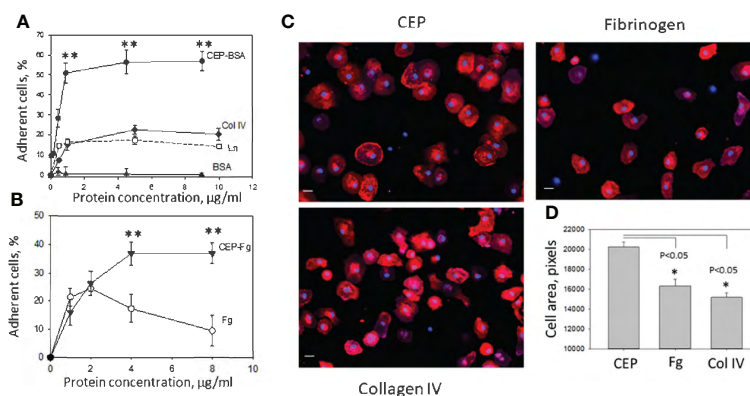 A
Adherent cells, %
70
60
50
40
30
20
10
0
** ** **
CEP-BSA
Col IV
Ln
BSA
0 2 4 6 8 10 12
Protein concentration, µg/ml
B
Adherent cells, %
50
40
30
20
10
0
** **
CEP-Fg
Fg
0 2 4 6 8 10
Protein concentration, µg/ml
C
CEP
Fibrinogen
Collagen IV
D
Cell area, pixels
22000
20000
18000
16000
14000
12000
10000
P<0.05
*
P<0.05
*
CEP Fg Col IV